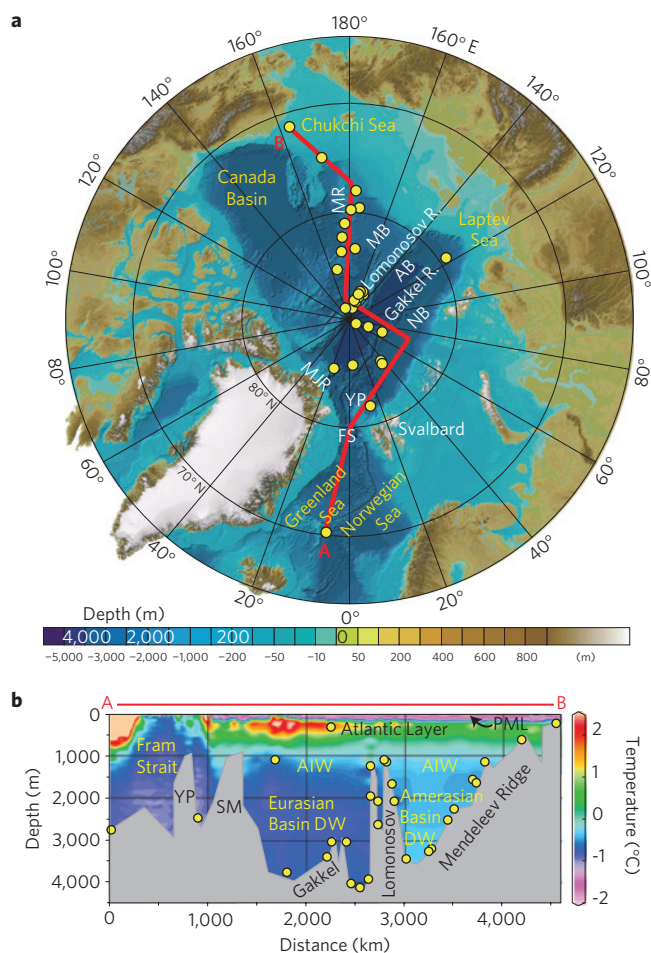 a
180°
160°
160° E
140°
140°
Chukchi Sea
B
120°
120°
Canada
Basin
MR
MB
Lomonosov R.
Laptev
Sea
AB
Gakkel R.
NB
100°
100°
80°
80°
MJR
80° N
YP
FS
Svalbard
70° N
60°
60°
Greenland
Sea
Norwegian
Sea
A
40°
40°
20°
20°
0°
Depth (m)
4,000 2,000 200 0
−5,000 −3,000 −2,000 −1,000 −200 −50 −10 50 200 400 600 800 (m)
b
A B
0
1,000
2,000
3,000
4,000
Depth (m)
Atlantic Layer
PML
Fram
Strait
AIW
AIW
YP
SM
Eurasian
Basin DW
Amerasian
Basin
DW
Gakkel
Lomonosov
Mendeleev Ridge
0 1,000 2,000 3,000 4,000
Distance (km)
2
1
0
−1
−2
Temperature (°C)